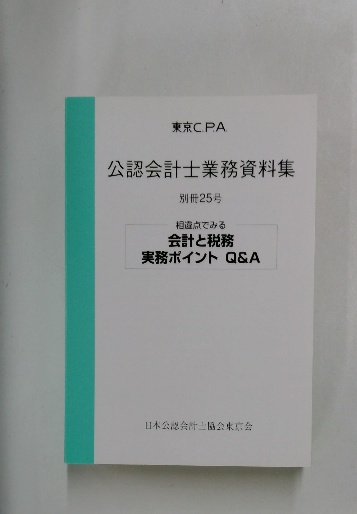 東京C.P.A.
公認会計士業務資料集
別冊25号
相違点でみる
会計と税務
実務ポイント Q&A
日本公認会計士協会東京会